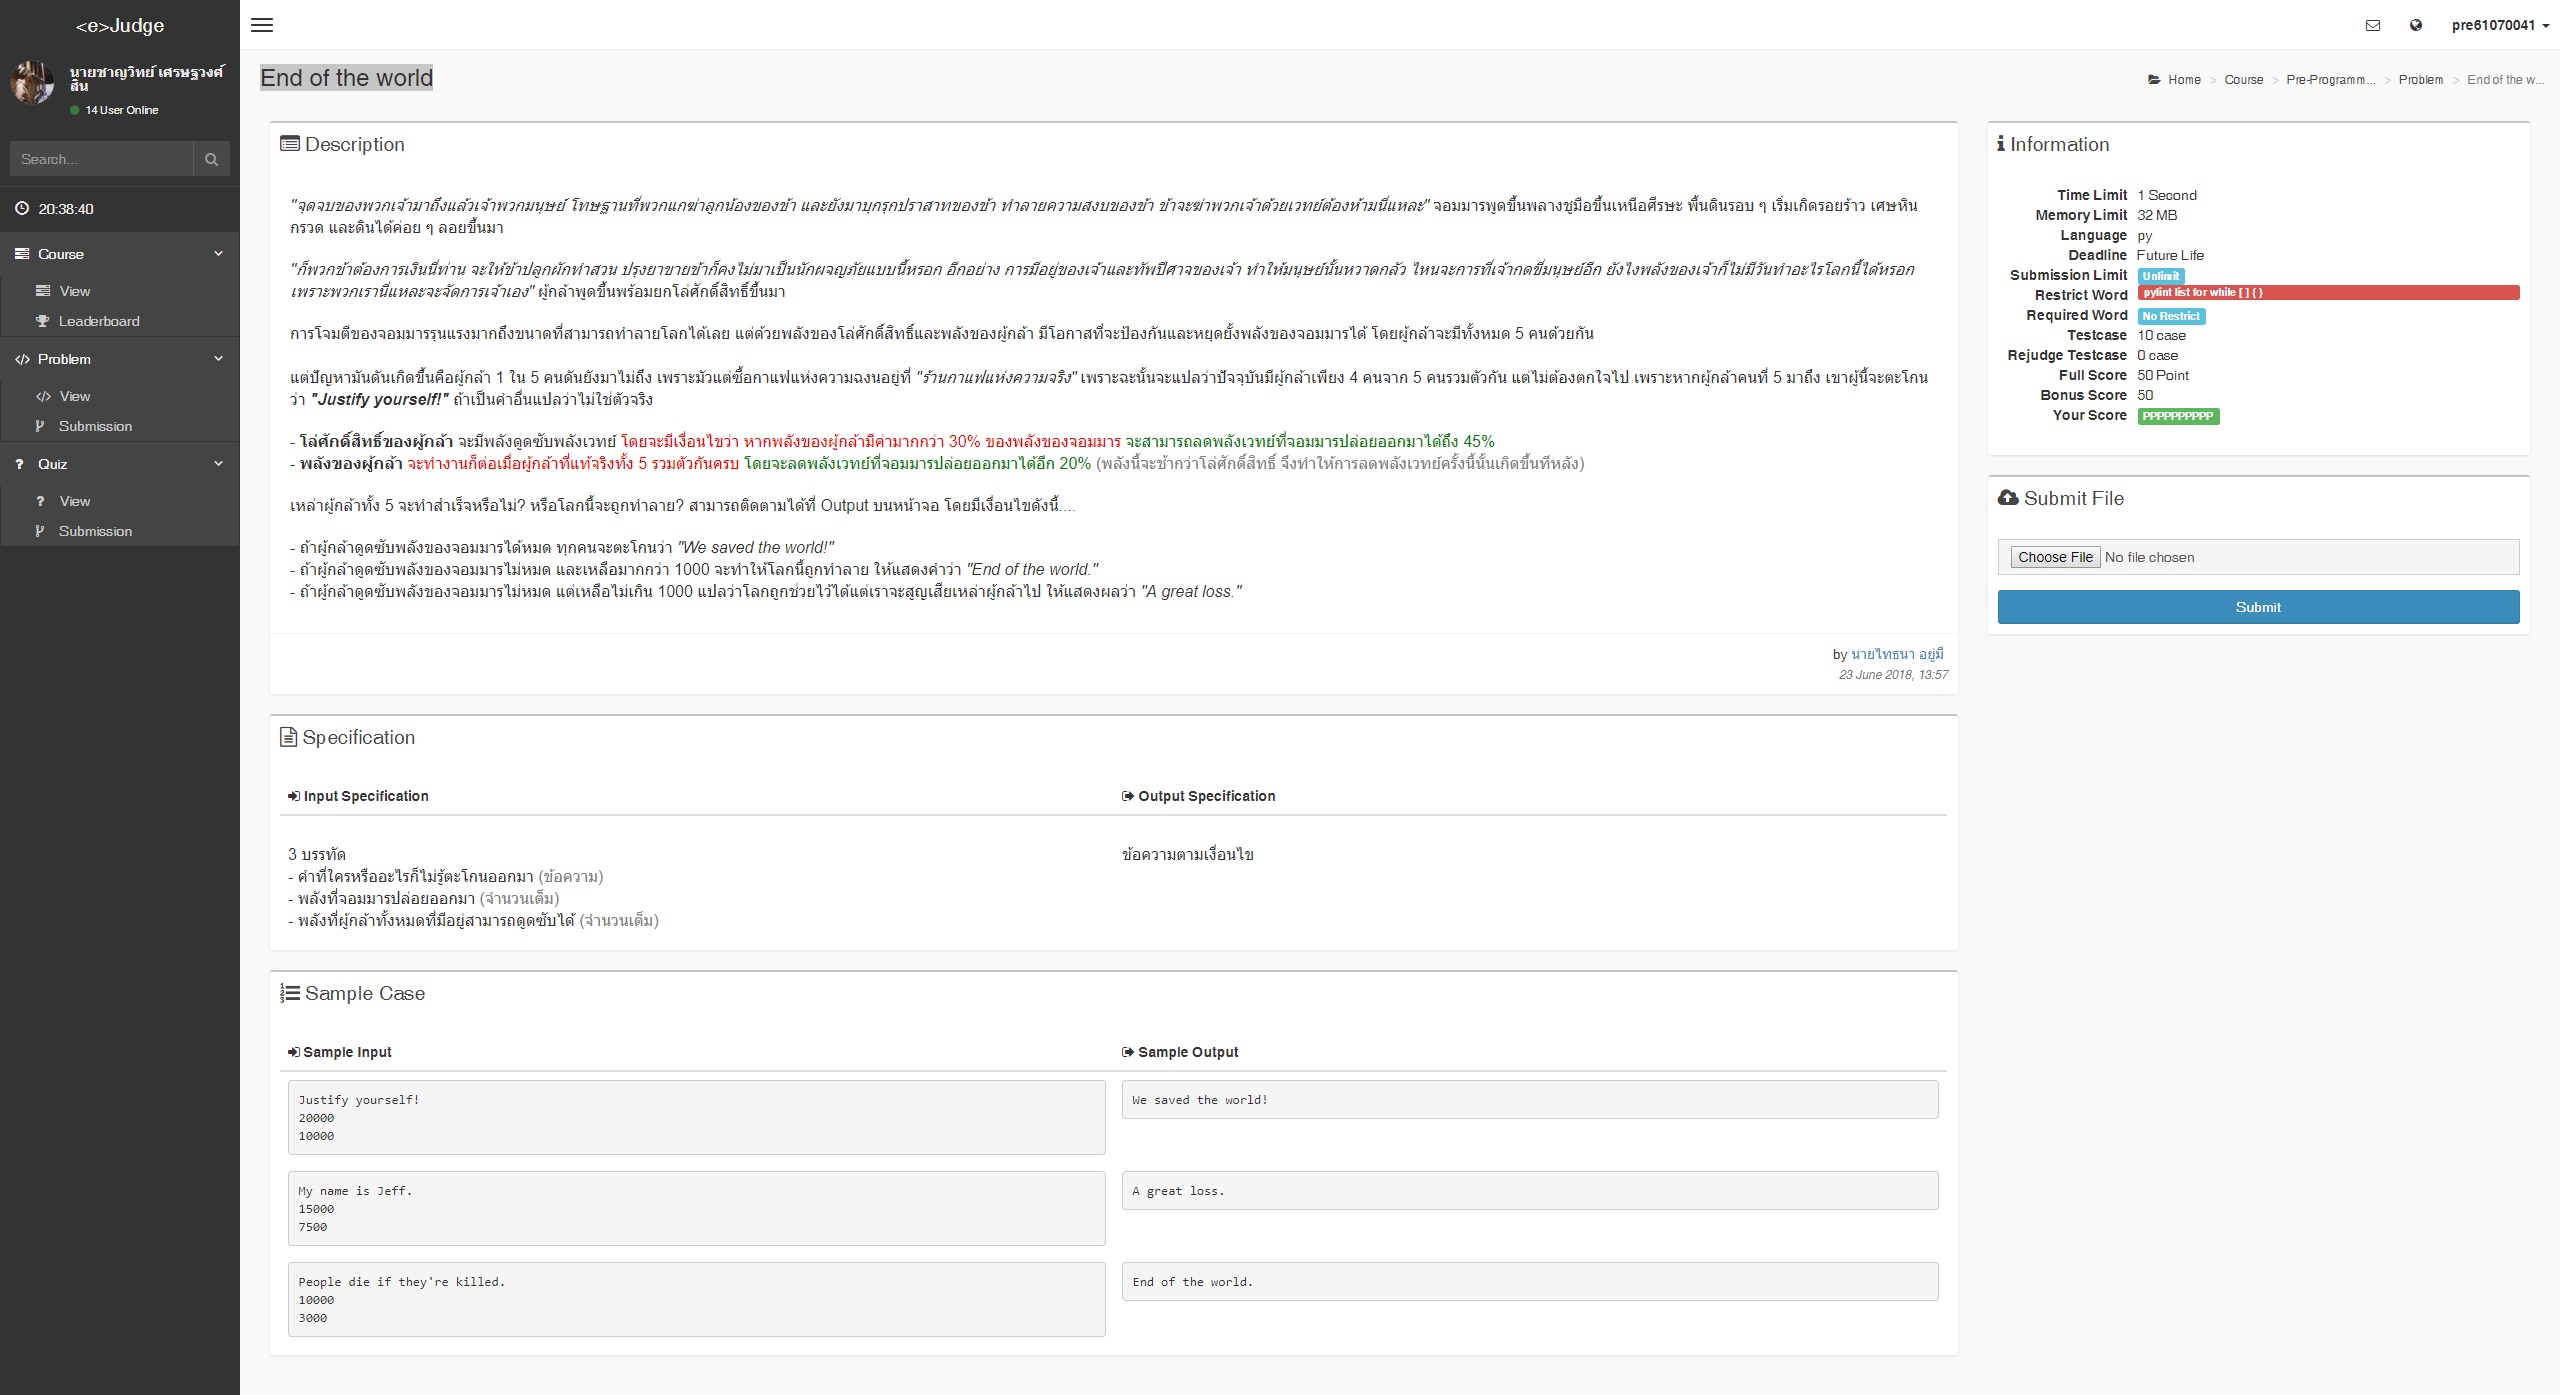 <e>Judge
pre61070041
นายชาญวิทย์ เศรษฐวงศ์
สิน
14 User Online
Search...
20:38:40
Course
View
Leaderboard
Problem
View
Submission
Quiz
View
Submission
End of the world
Home > Course > Pre-Programm... > Problem > End of the w...
Description
"จุดจบของพวกเจ้ามาถึงแล้วเจ้าพวกมนุษย์ โทษฐานที่พวกแกฆ่าลูกน้องของข้า และยังมาบุกรุกปราสาทของข้า ทำลายความสงบของข้า ข้าจะฆ่าพวกเจ้าด้วยเวทย์ต้องห้ามนี่แหละ" จอมมารพูดขึ้นพลางชูมือขึ้นเหนือศีรษะ พื้นดินรอบ ๆ เริ่มเกิดรอยร้าว เศษหิน
กรวด และดินได้ค่อย ๆ ลอยขึ้นมา
"ก็พวกข้าต้องการเงินนี่ท่าน จะให้ข้าปลูกผักทำสวน ปรุงยาขายข้าก็คงไม่มาเป็นนักผจญภัยแบบนี้หรอก อีกอย่าง การมีอยู่ของเจ้าและทัพปีศาจของเจ้า ทำให้มนุษย์นั้นหวาดกลัว ไหนจะการที่เจ้ากดขี่มนุษย์อีก ยังไงพลังของเจ้าก็ไม่มีวันทำอะไรโลกนี้ได้หรอก
เพราะพวกเรานี่แหละจะจัดการเจ้าเอง" ผู้กล้าพูดขึ้นพร้อมยกโล่ศักดิ์สิทธิ์ขึ้นมา
การโจมตีของจอมมารรุนแรงมากถึงขนาดที่สามารถทำลายโลกได้เลย แต่ด้วยพลังของโล่ศักดิ์สิทธิ์และพลังของผู้กล้า มีโอกาสที่จะป้องกันและหยุดยั้งพลังของจอมมารได้ โดยผู้กล้าจะมีทั้งหมด 5 คนด้วยกัน
แต่ปัญหามันดันเกิดขึ้นคือผู้กล้า 1 ใน 5 คนดันยังมาไม่ถึง เพราะมัวแต่ซื้อกาแฟแห่งความฉงนอยู่ที่ "ร้านกาแฟแห่งความจริง" เพราะฉะนั้นจะแปลว่าปัจจุบันมีผู้กล้าเพียง 4 คนจาก 5 คนรวมตัวกัน แต่ไม่ต้องตกใจไป เพราะหากผู้กล้าคนที่ 5 มาถึง เขาผู้นี้จะตะโกน
ว่า "Justify yourself!" ถ้าเป็นคำอื่นแปลว่าไม่ใช่ตัวจริง
- โล่ศักดิ์สิทธิ์ของผู้กล้า จะมีพลังดูดซับพลังเวทย์ โดยจะมีเงื่อนไขว่า หากพลังของผู้กล้ามีค่ามากกว่า 30% ของพลังของจอมมาร จะสามารถลดพลังเวทย์ที่จอมมารปล่อยออกมาได้ถึง 45%
- พลังของผู้กล้า จะทำงานก็ต่อเมื่อผู้กล้าที่แท้จริงทั้ง 5 รวมตัวกันครบ โดยจะลดพลังเวทย์ที่จอมมารปล่อยออกมาได้อีก 20% (พลังนี้จะช้ากว่าโล่ศักดิ์สิทธิ์ จึงทำให้การลดพลังเวทย์ครั้งนี้นั้นเกิดขึ้นทีหลัง)
เหล่าผู้กล้าทั้ง 5 จะทำสำเร็จหรือไม่? หรือโลกนี้จะถูกทำลาย? สามารถติดตามได้ที่ Output บนหน้าจอ โดยมีเงื่อนไขดังนี้....
- ถ้าผู้กล้าดูดซับพลังของจอมมารได้หมด ทุกคนจะตะโกนว่า "We saved the world!"
- ถ้าผู้กล้าดูดซับพลังของจอมมารไม่หมด และเหลือมากกว่า 1000 จะทำให้โลกนี้ถูกทำลาย ให้แสดงคำว่า "End of the world."
- ถ้าผู้กล้าดูดซับพลังของจอมมารไม่หมด แต่เหลือไม่เกิน 1000 แปลว่าโลกถูกช่วยไว้ได้แต่เราจะสูญเสียเหล่าผู้กล้าไป ให้แสดงผลว่า "A great loss."
by นายไทธนา อยู่มี
23 June 2018, 13:57
Information
Time Limit 1 Second
Memory Limit 32 MB
Language py
Deadline Future Life
Submission Limit Unlimit
Restrict Word pylint list for while [ ] { }
Required Word No Restrict
Testcase 10 case
Rejudge Testcase 0 case
Full Score 50 Point
Bonus Score 50
Your Score PPPPPPPPPP
Submit File
Choose File No file chosen
Submit
Specification
Input Specification
Output Specification
3 บรรทัด
- คำที่ใครหรืออะไรก็ไม่รู้ตะโกนออกมา (ข้อความ)
- พลังที่จอมมารปล่อยออกมา (จำนวนเต็ม)
- พลังที่ผู้กล้าทั้งหมดที่มีอยู่สามารถดูดซับได้ (จำนวนเต็ม)
ข้อความตามเงื่อนไข
Sample Case
Sample Input
Sample Output
Justify yourself!
20000
10000
We saved the world!
My name is Jeff.
15000
7500
A great loss.
People die if they're killed.
10000
3000
End of the world.